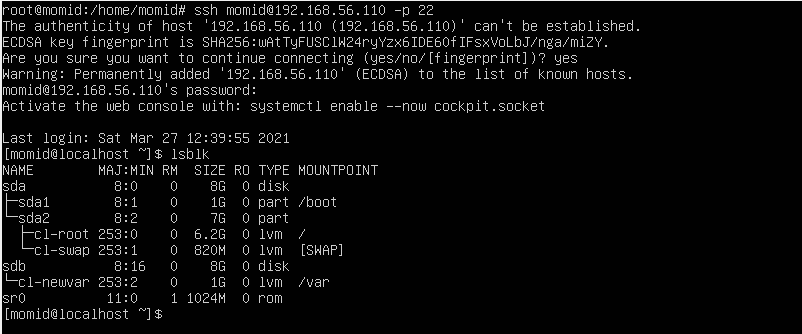 root@momid:/home/momid# ssh momid@192.168.56.110 -p 22
The authenticity of host '192.168.56.110 (192.168.56.110)' can't be established.
ECDSA key fingerprint is SHA256:wAtTyFUSClW24ryYzx6IDE60fIFsxVoLbJ/nga/miZY.
Are you sure you want to continue connecting (yes/no/[fingerprint])? yes
Warning: Permanently added '192.168.56.110' (ECDSA) to the list of known hosts.
momid@192.168.56.110's password:
Activate the web console with: systemctl enable --now cockpit.socket

Last login: Sat Mar 27 12:39:55 2021
[momid@localhost ~]$ lsblk
NAME        MAJ:MIN RM  SIZE RO TYPE MOUNTPOINT
sda           8:0    0    8G  0 disk
├─sda1        8:1    0    1G  0 part /boot
└─sda2        8:2    0    7G  0 part
  ├─cl-root 253:0    0  6.2G  0 lvm  /
  └─cl-swap 253:1    0  820M  0 lvm  [SWAP]
sdb           8:16   0    8G  0 disk
└─cl-newvar 253:2    0    1G  0 lvm  /var
sr0          11:0    1 1024M  0 rom
[momid@localhost ~]$